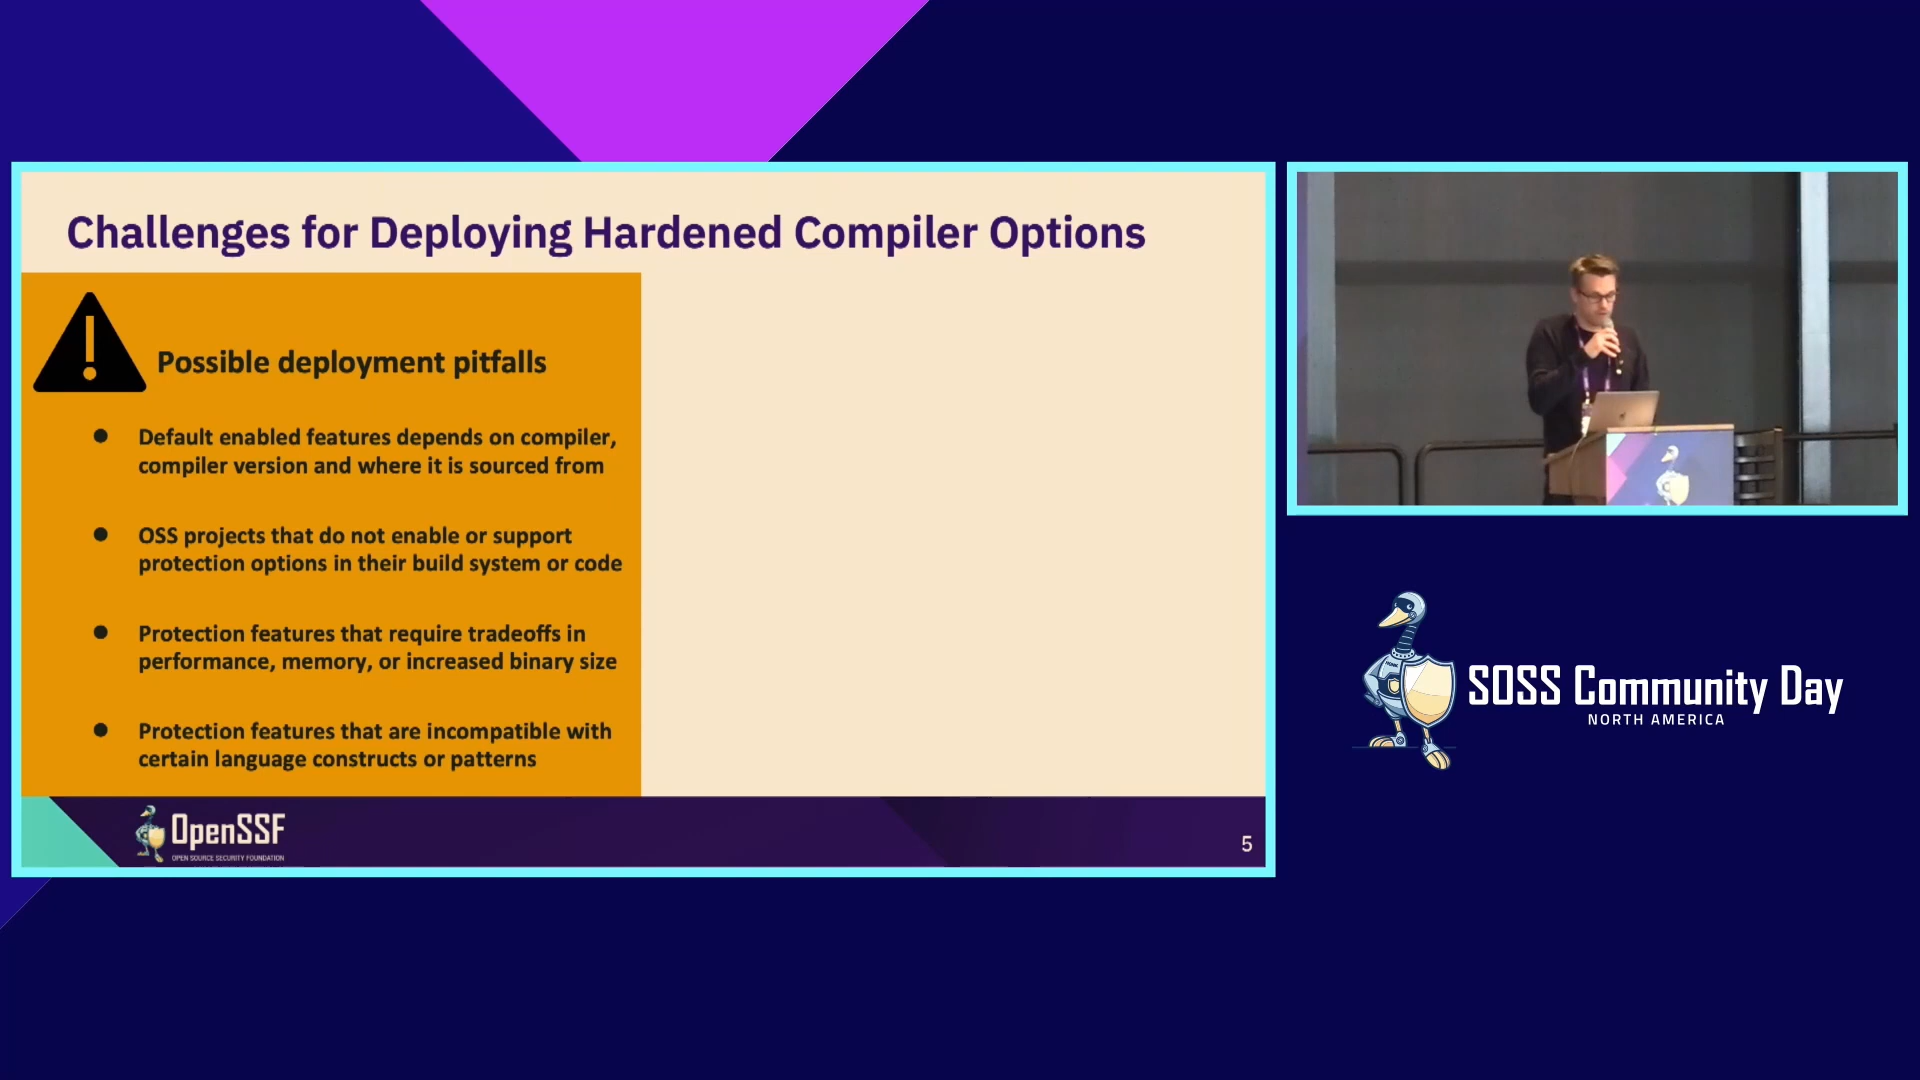 Challenges for Deploying Hardened Compiler Options
Possible deployment pitfalls
Default enabled features depends on compiler,
compiler version and where it is sourced from
OSS projects that do not enable or support
protection options in their build system or code
Protection features that require tradeoffs in
performance, memory, or increased binary size
Protection features that are incompatible with
certain language constructs or patterns
OpenSSF
OPEN SOURCE SECURITY FOUNDATION
5
SOSS Community Day
NORTH AMERICA